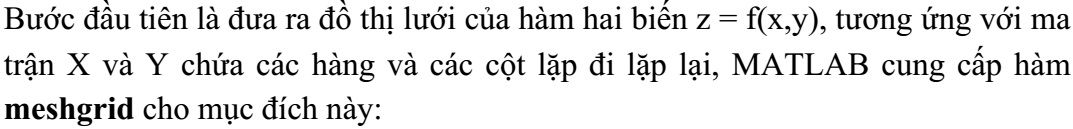 Bước đầu tiên là đưa ra đồ thị lưới của hàm hai biến z = f(x,y), tương ứng với ma
trận X và Y chứa các hàng và các cột lặp đi lặp lại, MATLAB cung cấp hàm
meshgrid cho mục đích này: